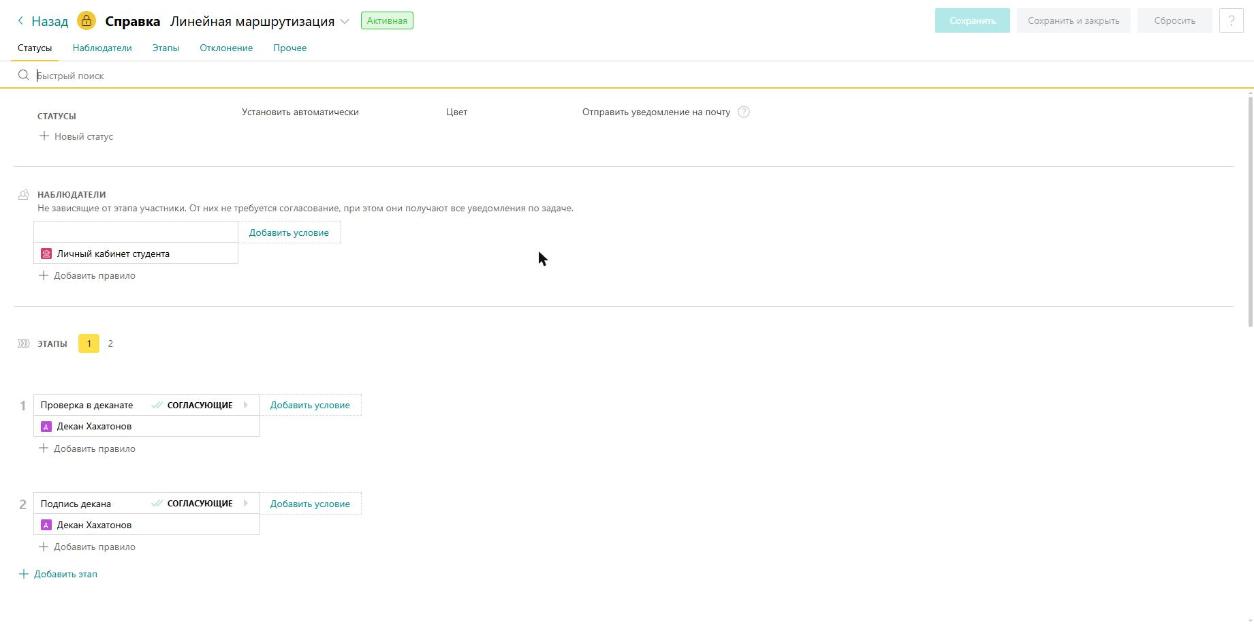 Назад Справка Линейная маршрутизация Активная Сохранить Сохранить и закрыть Сбросить ?
Статусы Наблюдатели Этапы Отклонение Прочее
Быстрый поиск
СТАТУСЫ Установить автоматически Цвет Отправить уведомление на почту ?
+ Новый статус
НАБЛЮДАТЕЛИ
Не зависящие от этапа участники. От них не требуется согласование, при этом они получают все уведомления по задаче.
Добавить условие
Личный кабинет студента
+ Добавить правило
ЭТАПЫ 1 2
1 Проверка в деканате СОГЛАСУЮЩИЕ Добавить условие
Декан Хахатонов
+ Добавить правило
2 Подпись декана СОГЛАСУЮЩИЕ Добавить условие
Декан Хахатонов
+ Добавить правило
+ Добавить этап